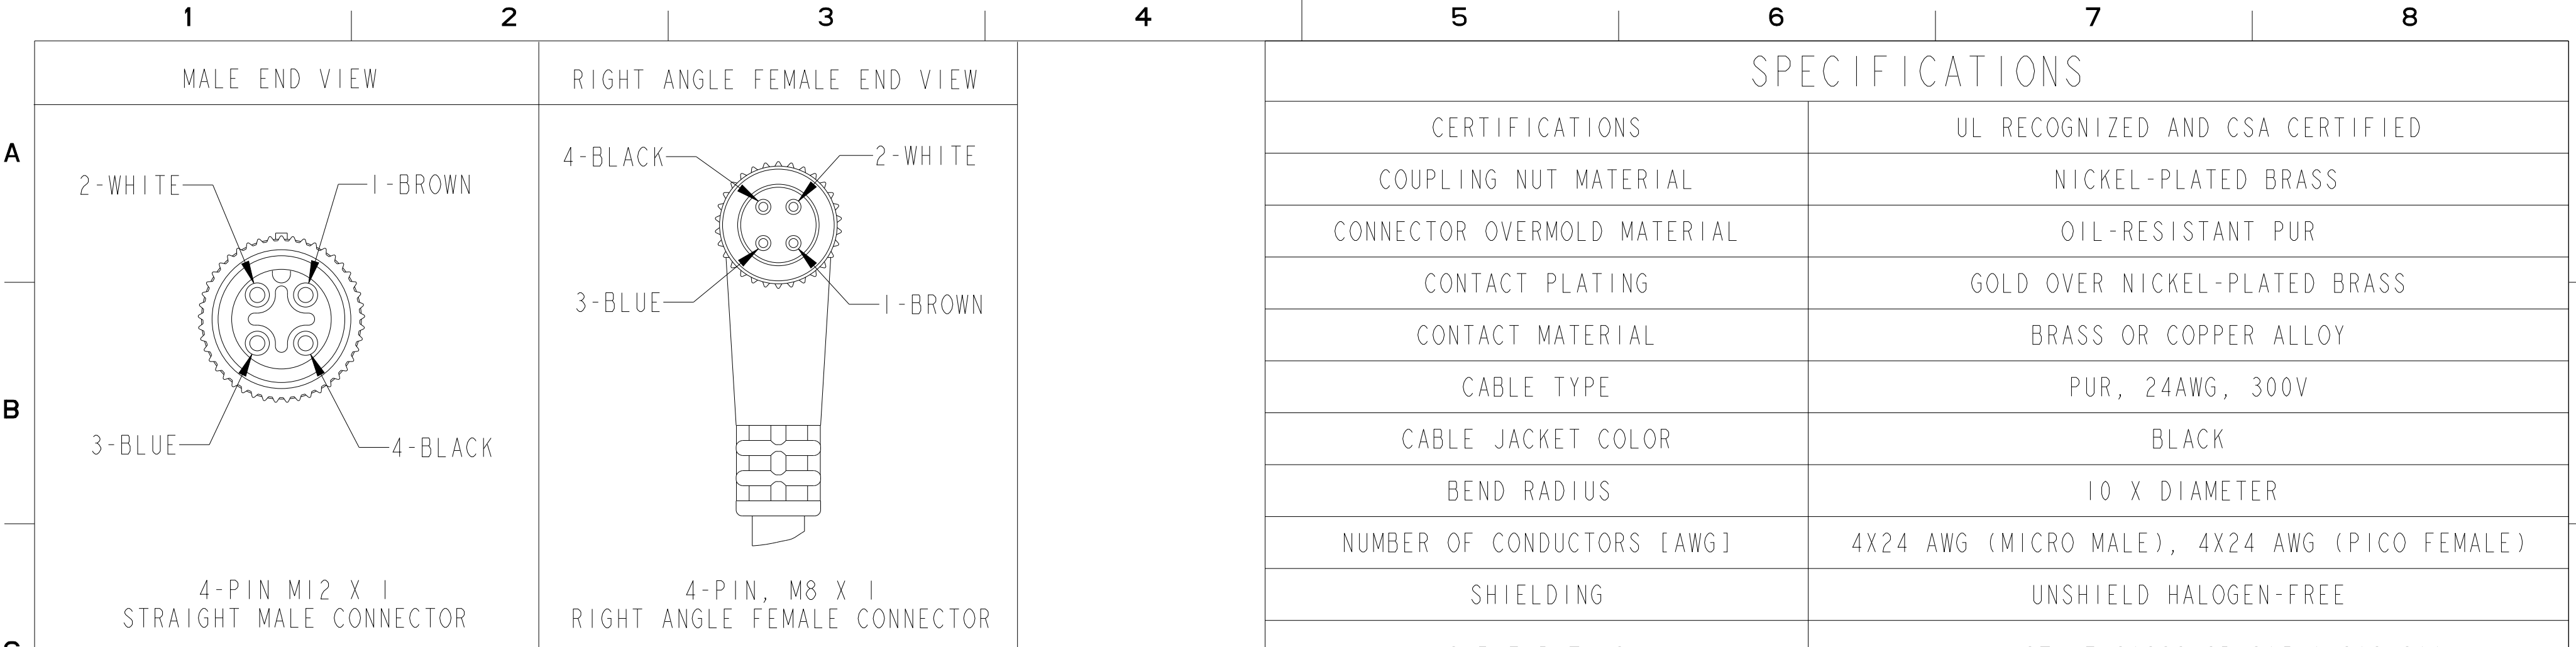 1 2 3 4 5 6 7 8
A
B
MALE END VIEW
2-WHITE
1-BROWN
3-BLUE
4-BLACK
4-PIN M12 X 1
STRAIGHT MALE CONNECTOR
RIGHT ANGLE FEMALE END VIEW
4-BLACK
2-WHITE
3-BLUE
1-BROWN
4-PIN, M8 X 1
RIGHT ANGLE FEMALE CONNECTOR
SPECIFICATIONS
CERTIFICATIONS UL RECOGNIZED AND CSA CERTIFIED
COUPLING NUT MATERIAL NICKEL-PLATED BRASS
CONNECTOR OVERMOLD MATERIAL OIL-RESISTANT PUR
CONTACT PLATING GOLD OVER NICKEL-PLATED BRASS
CONTACT MATERIAL BRASS OR COPPER ALLOY
CABLE TYPE PUR, 24AWG, 300V
CABLE JACKET COLOR BLACK
BEND RADIUS 10 X DIAMETER
NUMBER OF CONDUCTORS [AWG] 4X24 AWG (MICRO MALE), 4X24 AWG (PICO FEMALE)
SHIELDING UNSHIELD HALOGEN-FREE